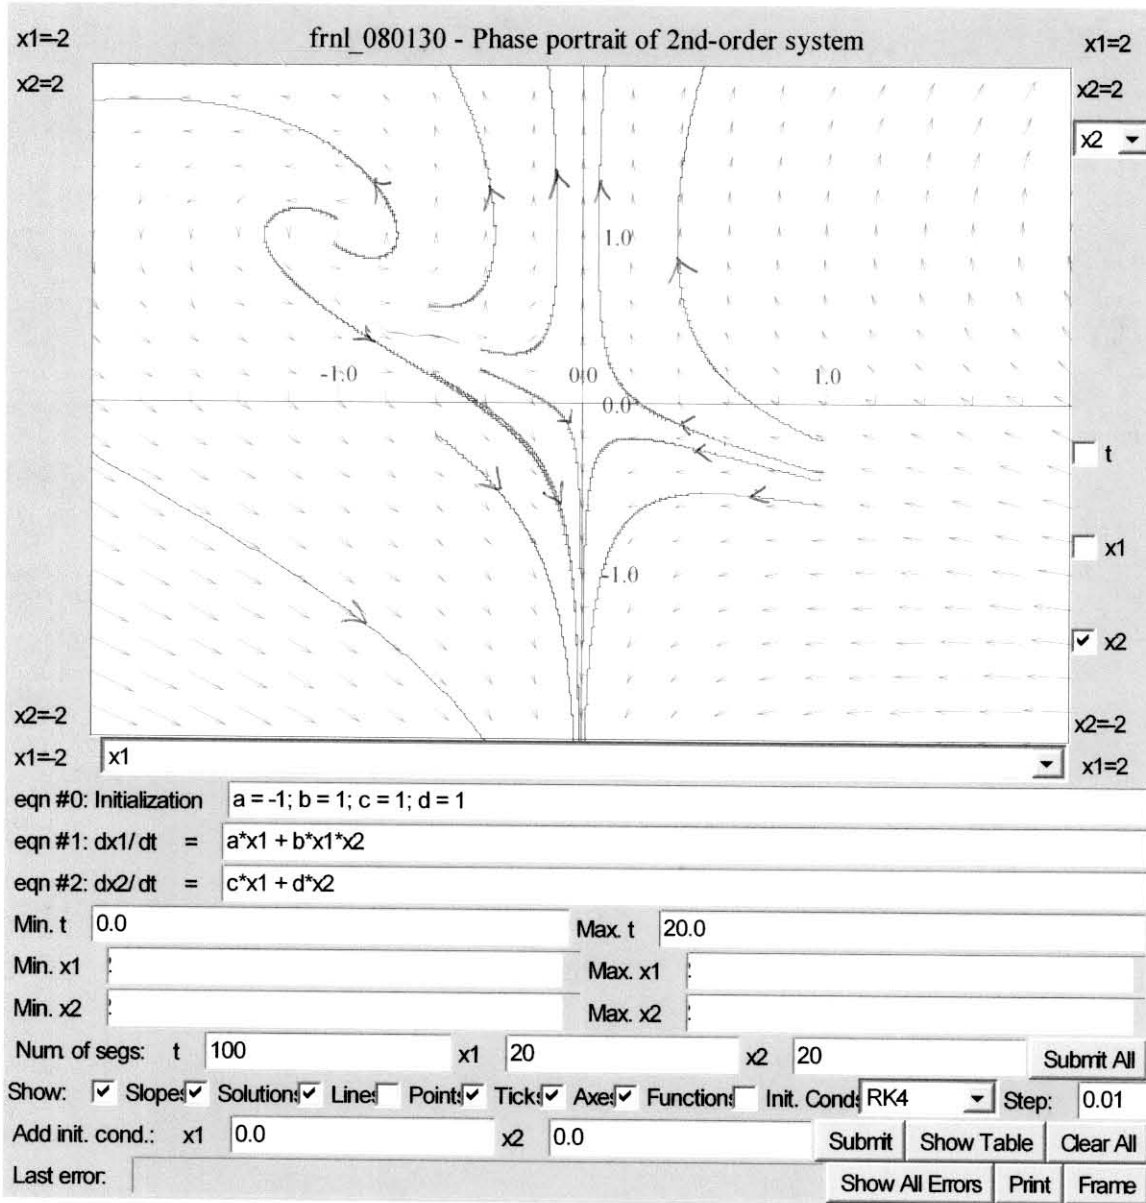 x1=-2 frnl_080130 - Phase portrait of 2nd-order system x1=2
x2=2 x2=2
x2
1.0
-1.0 0.0 1.0
0.0
t
-1.0 x1
x2
x2=-2 x2=-2
x1=-2 x1 x1=2
eqn #0: Initialization a = -1; b = 1; c = 1; d = 1
eqn #1: dx1/dt = a*x1 + b*x1*x2
eqn #2: dx2/dt = c*x1 + d*x2
Min. t 0.0 Max. t 20.0
Min. x1 Max. x1
Min. x2 Max. x2
Num. of segs: t 100 x1 20 x2 20 Submit All
Show: Slopes Solutions Lines Points Ticks Axes Functions Init. Conds RK4 Step: 0.01
Add init. cond.: x1 0.0 x2 0.0 Submit Show Table Clear All
Last error: Show All Errors Print Frame